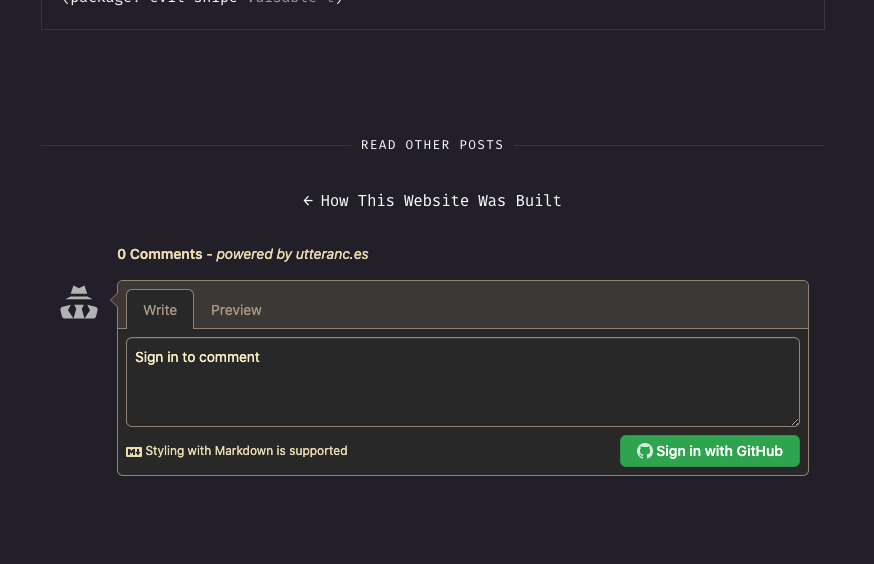 (package! evil-snipe :disable t)
READ OTHER POSTS
← How This Website Was Built
0 Comments - powered by utteranc.es
Write Preview
Sign in to comment
Styling with Markdown is supported
Sign in with GitHub